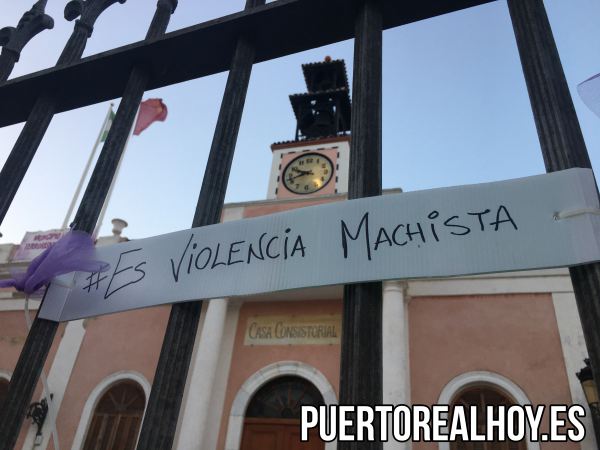 #Es Violencia Machista
Casa Consistorial
PUERTOREALHOY.ES